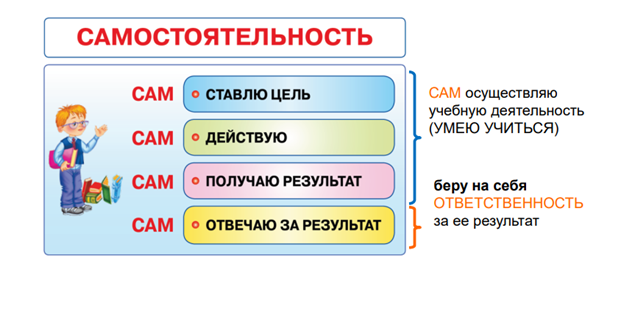 САМОСТОЯТЕЛЬНОСТЬ
САМ СТАВЛЮ ЦЕЛЬ
САМ ДЕЙСТВУЮ
САМ ПОЛУЧАЮ РЕЗУЛЬТАТ
САМ ОТВЕЧАЮ ЗА РЕЗУЛЬТАТ
САМ осуществляю
учебную деятельность
(УМЕЮ УЧИТЬСЯ)
беру на себя
ОТВЕТСТВЕННОСТЬ
за ее результат